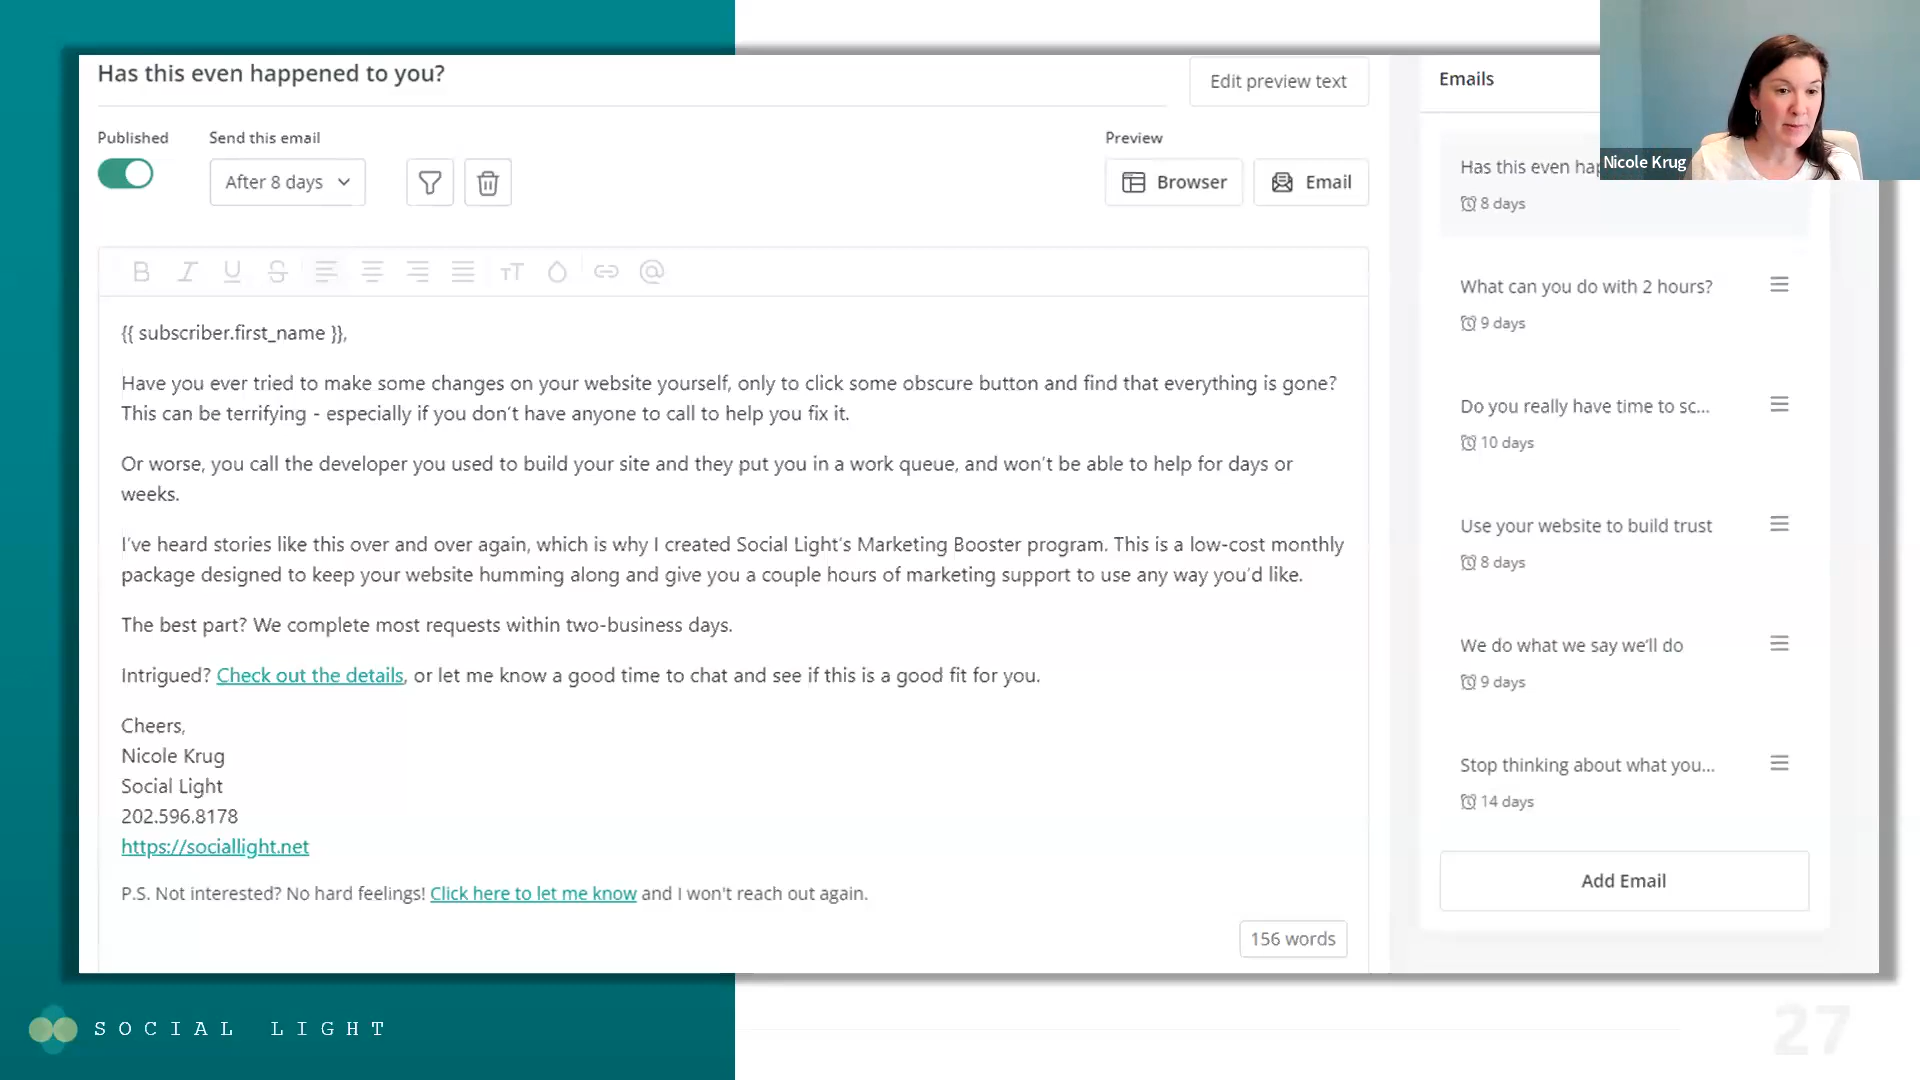 Has this even happened to you?
Edit preview text
Published
Send this email
After 8 days
Preview
Browser
Email
B I U S TT @
{{ subscriber.first_name }},
Have you ever tried to make some changes on your website yourself, only to click some obscure button and find that everything is gone?
This can be terrifying - especially if you don't have anyone to call to help you fix it.
Or worse, you call the developer you used to build your site and they put you in a work queue, and won't be able to help for days or
weeks.
I've heard stories like this over and over again, which is why I created Social Light's Marketing Booster program. This is a low-cost monthly
package designed to keep your website humming along and give you a couple hours of marketing support to use any way you'd like.
The best part? We complete most requests within two-business days.
Intrigued? Check out the details, or let me know a good time to chat and see if this is a good fit for you.
Cheers,
Nicole Krug
Social Light
202.596.8178
https://sociallight.net
P.S. Not interested? No hard feelings! Click here to let me know and I won't reach out again.
156 words
Emails
Has this even hap
8 days
What can you do with 2 hours?
9 days
Do you really have time to sc...
10 days
Use your website to build trust
8 days
We do what we say we'll do
9 days
Stop thinking about what you...
14 days
Add Email
Nicole Krug
SOCIAL LIGHT
27